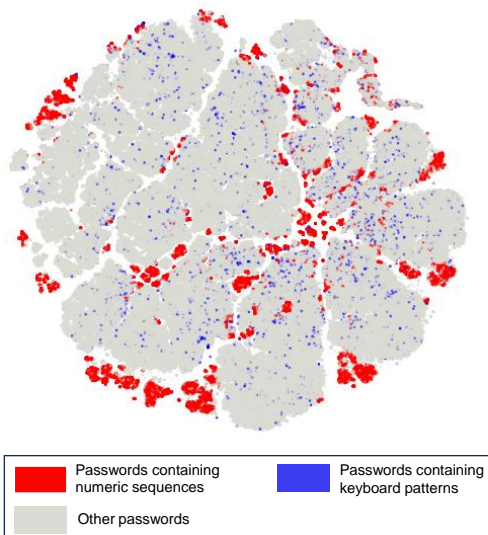 Passwords containing
numeric sequences
Passwords containing
keyboard patterns
Other passwords